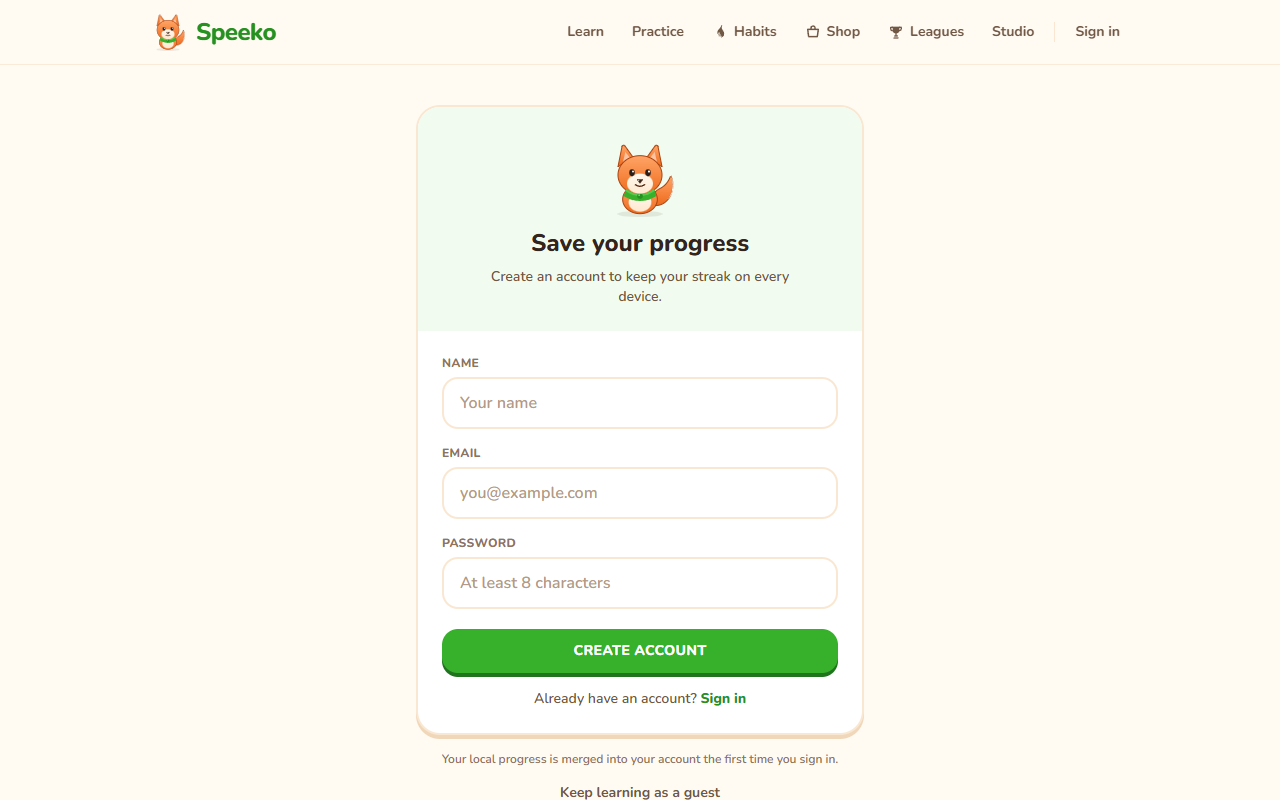 Speeko
Learn
Practice
Habits
Shop
Leagues
Studio
Sign in
Save your progress
Create an account to keep your streak on every
device.
NAME
Your name
EMAIL
you@example.com
PASSWORD
At least 8 characters
CREATE ACCOUNT
Already have an account? Sign in
Your local progress is merged into your account the first time you sign in.
Keep learning as a guest